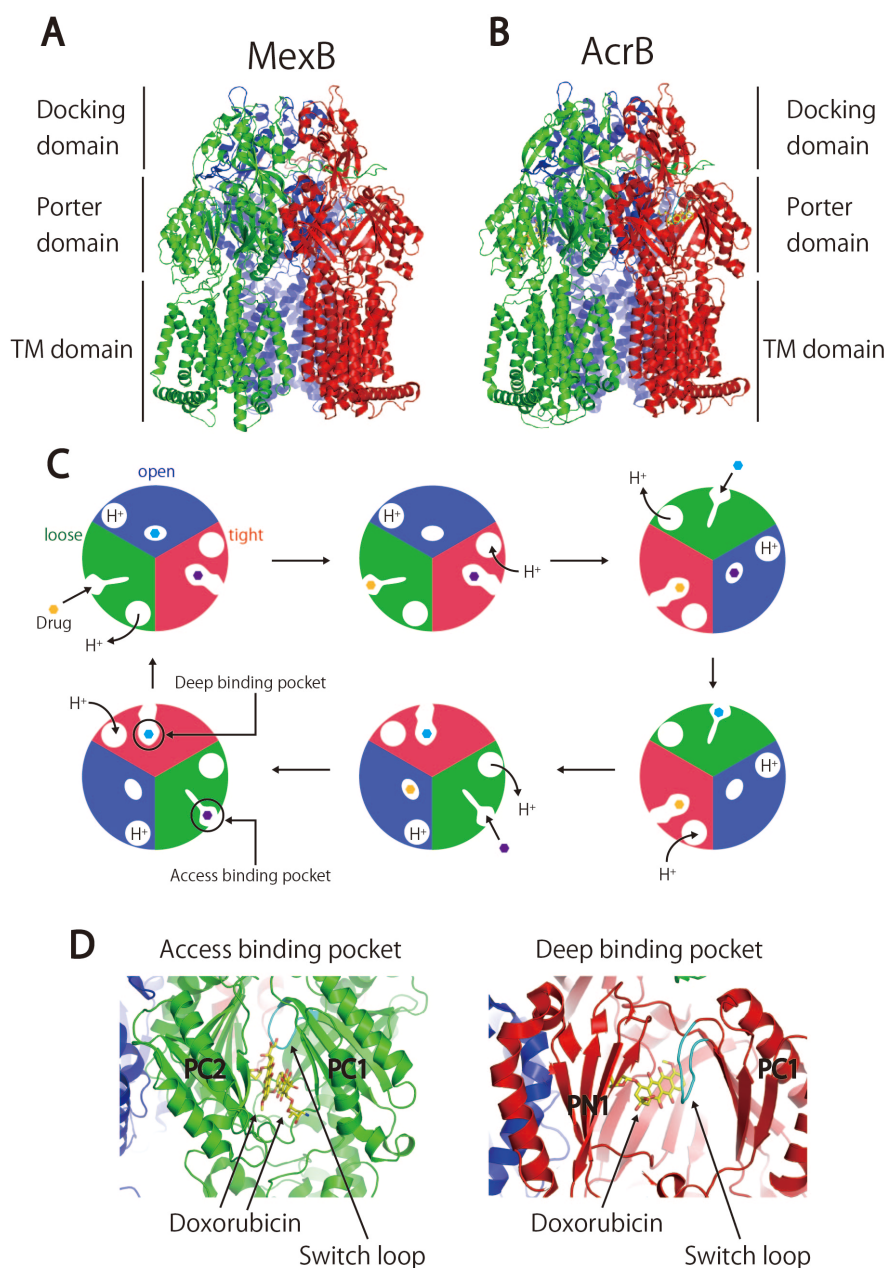 A
MexB
B
AcrB
Docking
domain
Porter
domain
TM domain
Docking
domain
Porter
domain
TM domain
C
open
loose
tight
H⁺
Drug
H⁺
H⁺
H⁺
H⁺
H⁺
Deep binding pocket
H⁺
H⁺
Access binding pocket
H⁺
H⁺
H⁺
H⁺
D
Access binding pocket
PC2
PC1
Doxorubicin
Switch loop
Deep binding pocket
PN1
PC1
Doxorubicin
Switch loop